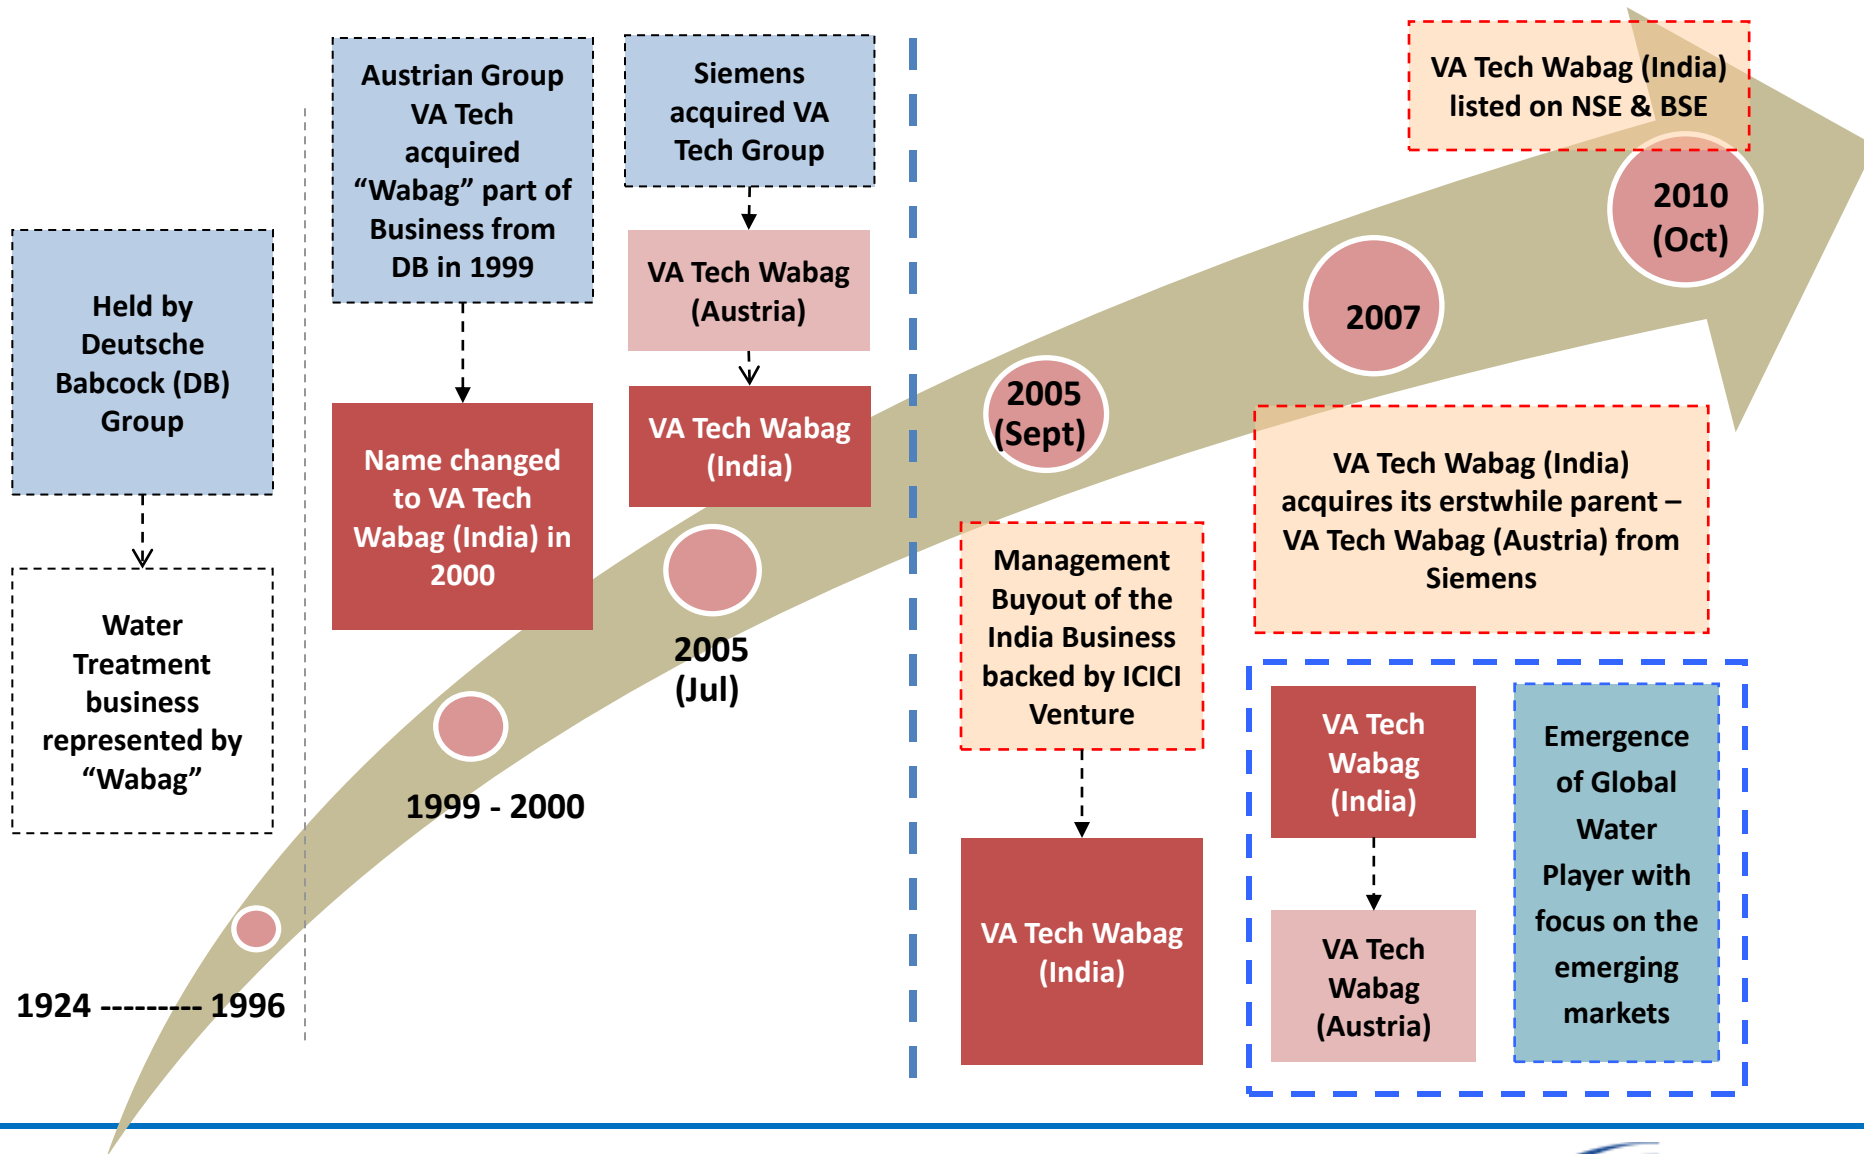 Held by
Deutsche
Babcock (DB)
Group
Water
Treatment
business
represented by
“Wabag”
1924 --------- 1996
Austrian Group
VA Tech
acquired
“Wabag” part of
Business from
DB in 1999
Name changed
to VA Tech
Wabag (India) in
2000
1999 - 2000
Siemens
acquired VA
Tech Group
VA Tech Wabag
(Austria)
VA Tech Wabag
(India)
2005
(Jul)
2005
(Sept)
Management
Buyout of the
India Business
backed by ICICI
Venture
VA Tech Wabag
(India)
2007
VA Tech Wabag (India)
acquires its erstwhile parent –
VA Tech Wabag (Austria) from
Siemens
VA Tech
Wabag
(India)
VA Tech
Wabag
(Austria)
Emergence
of Global
Water
Player with
focus on the
emerging
markets
VA Tech Wabag (India)
listed on NSE & BSE
2010
(Oct)